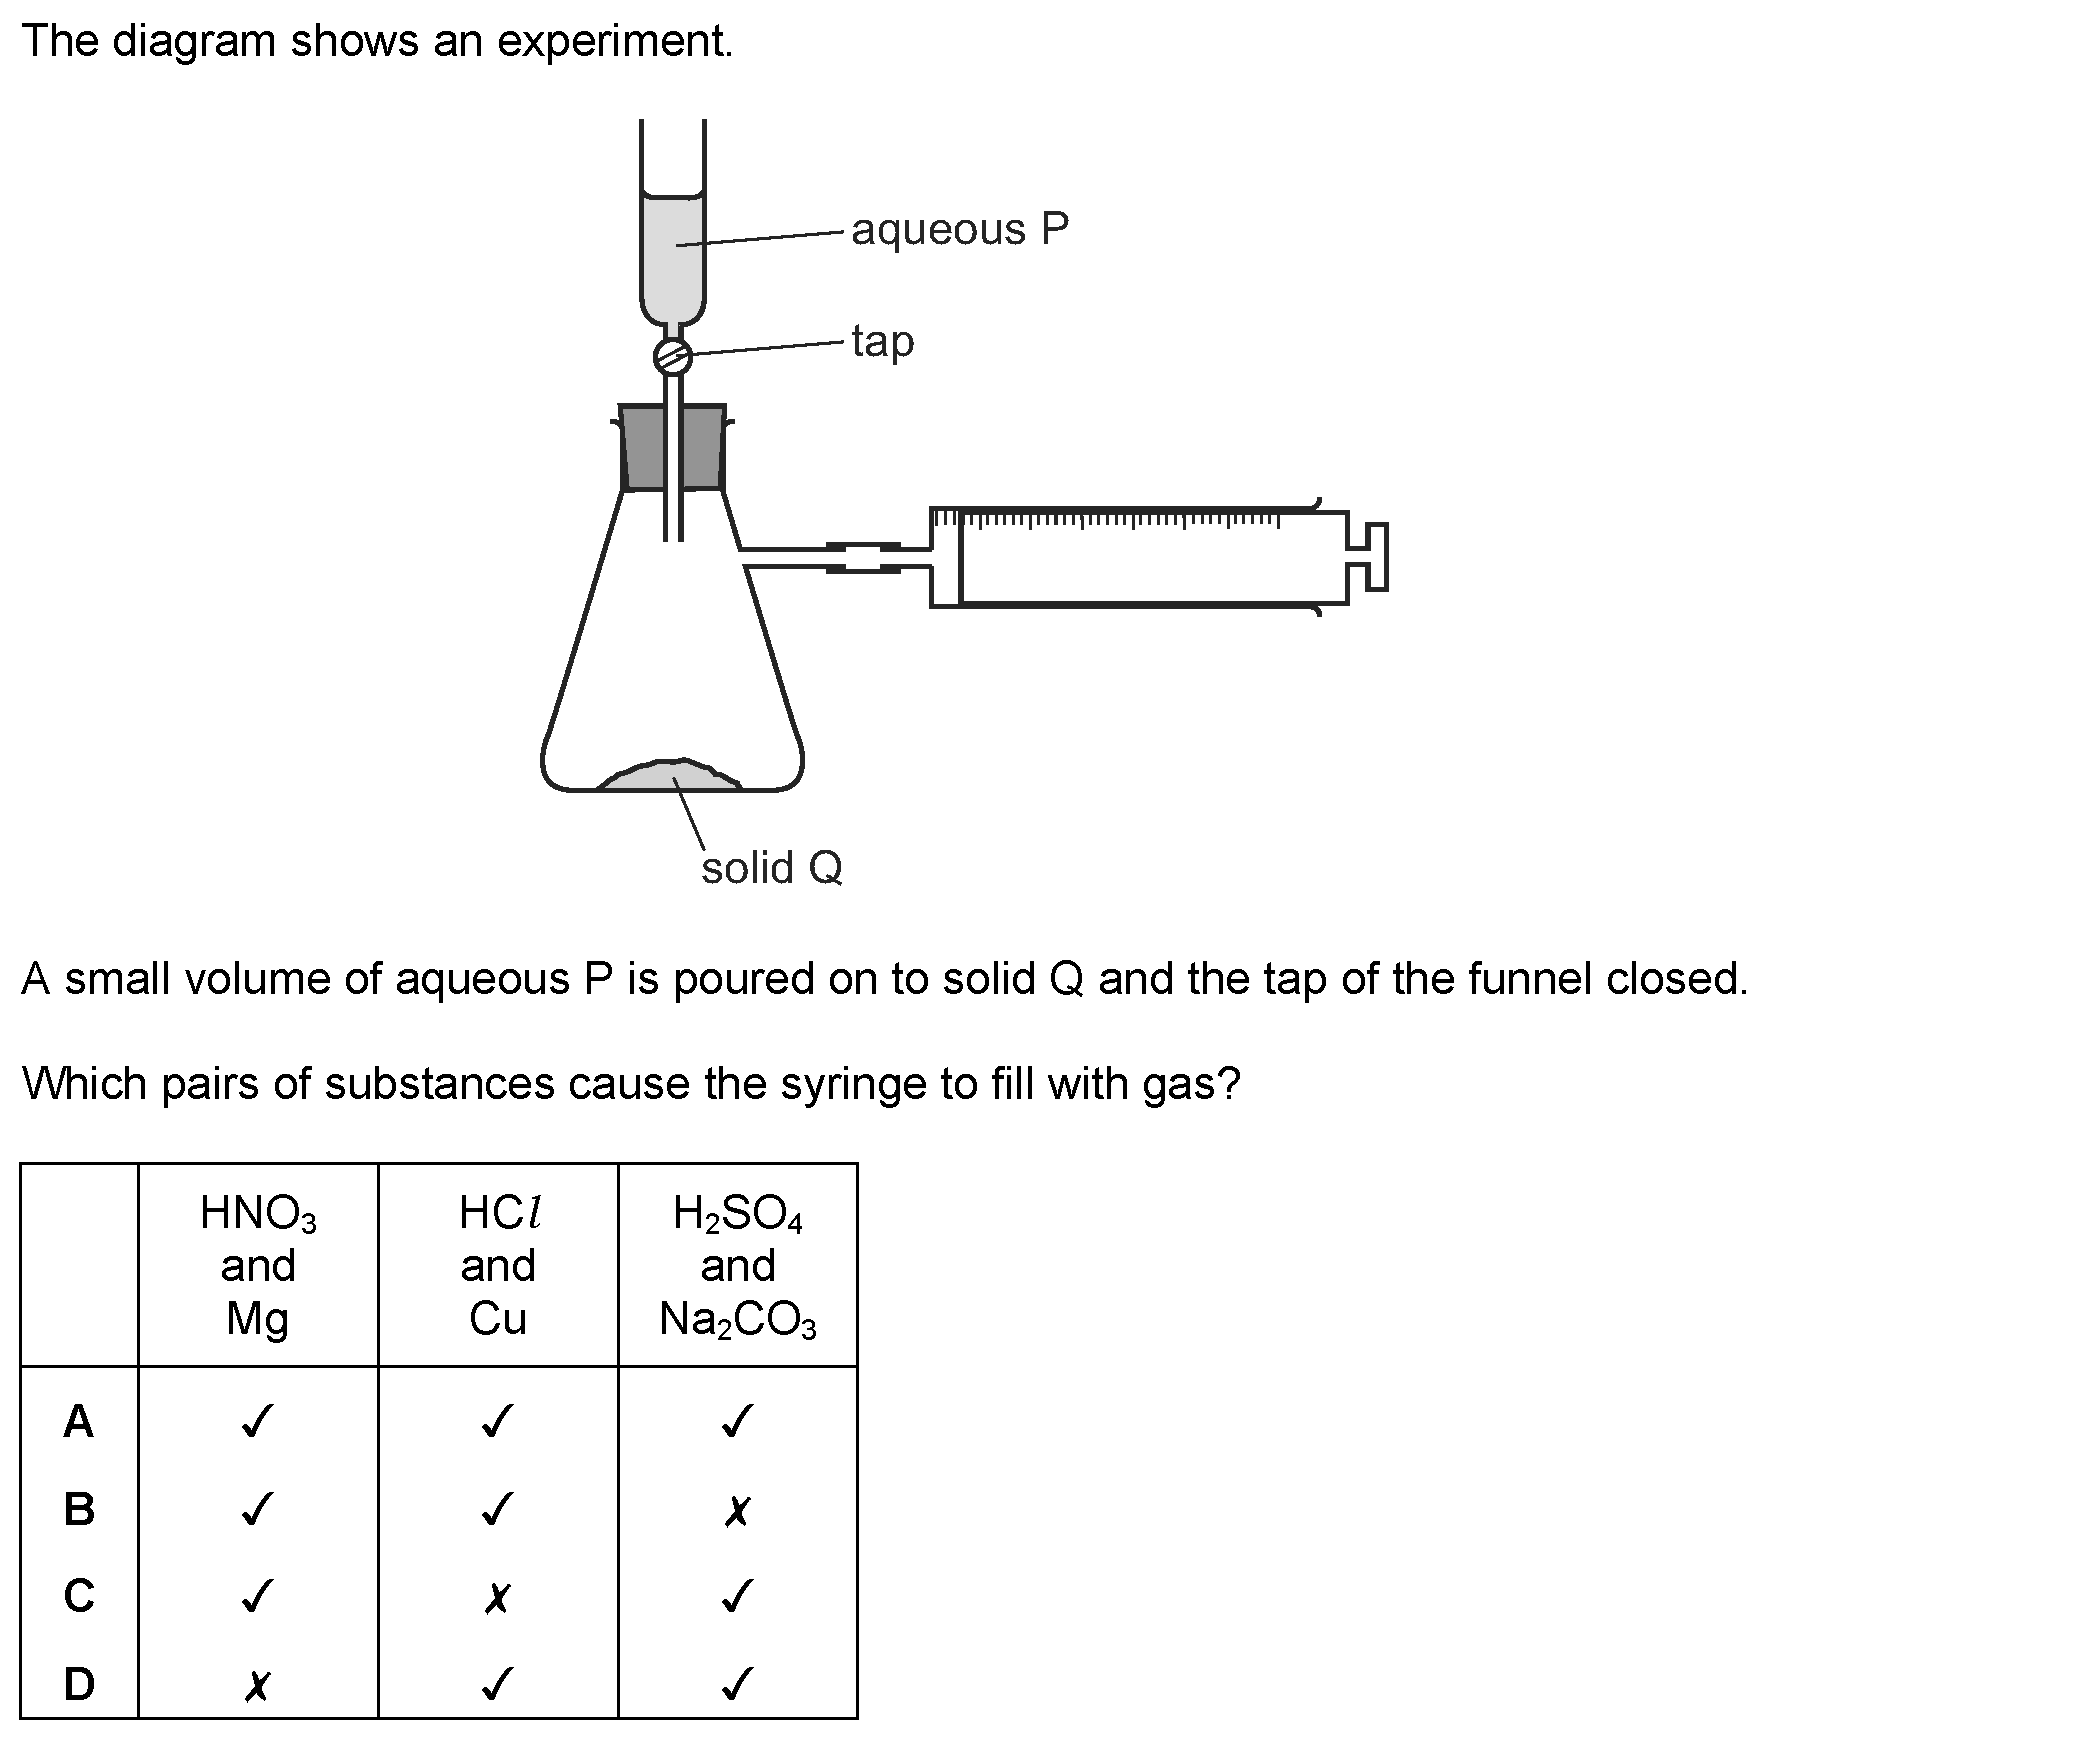 The diagram shows an experiment.
aqueous P
tap
solid Q
A small volume of aqueous P is poured on to solid Q and the tap of the funnel closed.
Which pairs of substances cause the syringe to fill with gas?
HNO₃ and Mg
HCl and Cu
H₂SO₄ and Na₂CO₃
A ✓ ✓ ✓
B ✓ ✓ ✗
C ✓ ✗ ✓
D ✗ ✓ ✓